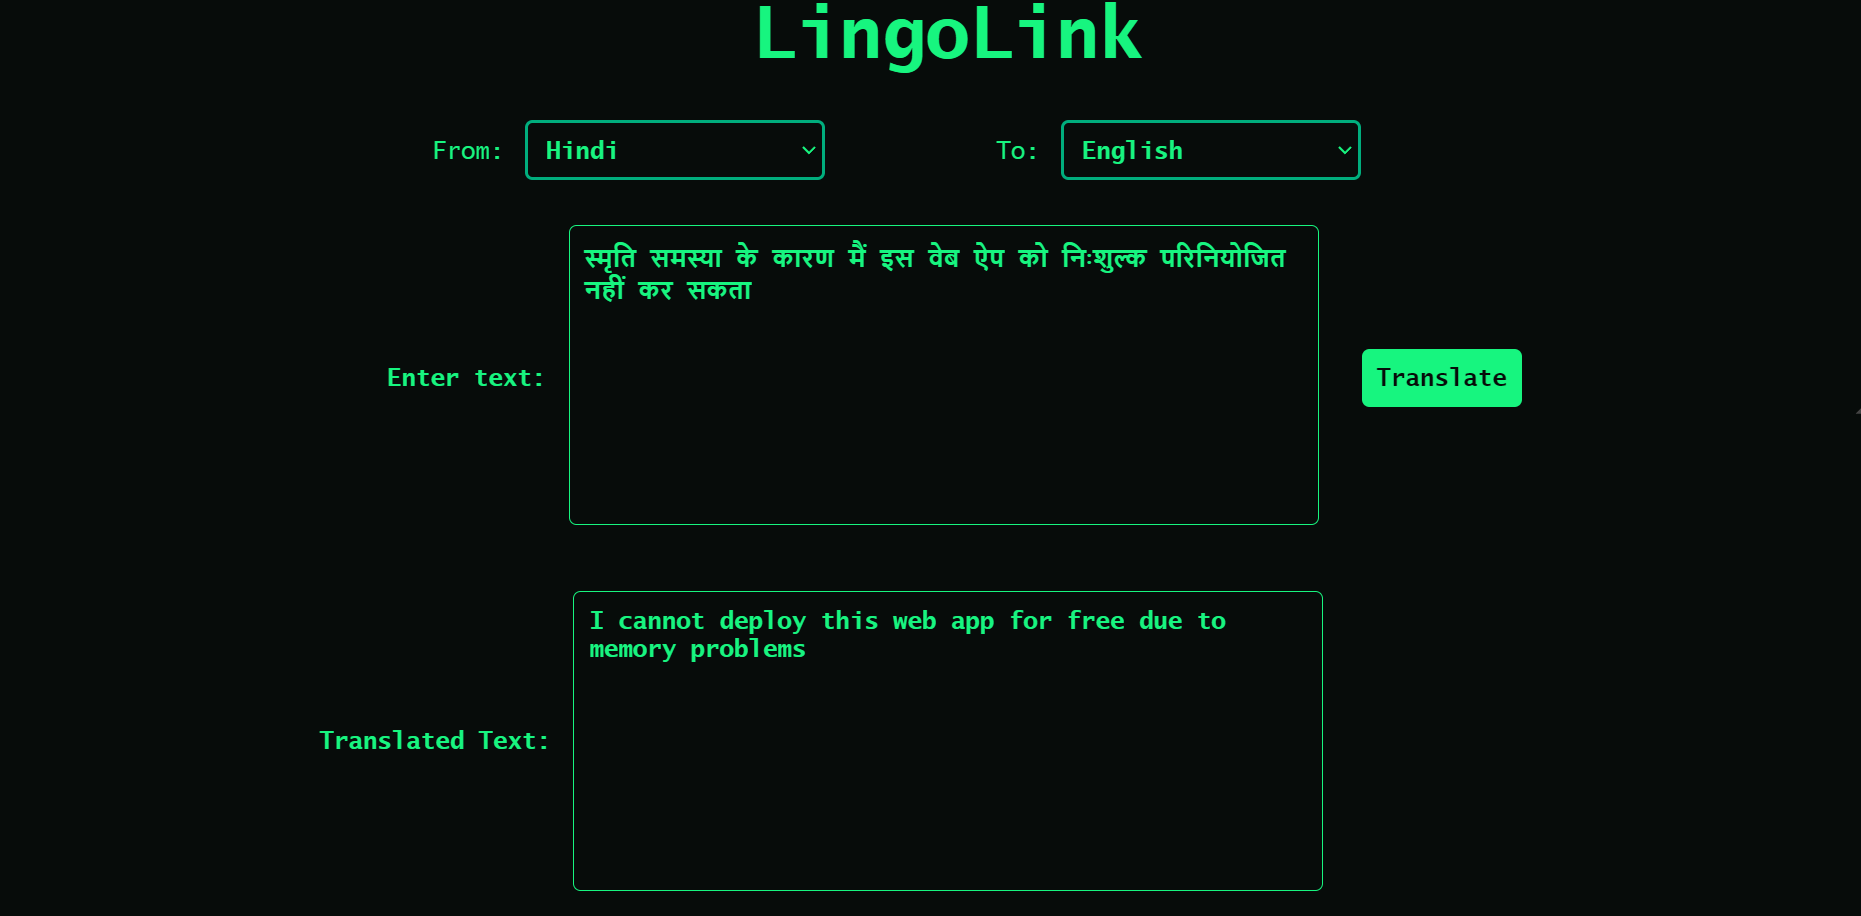 LingoLink
From: Hindi To: English
Enter text:
स्मृति समस्या के कारण मैं इस वेब ऐप को निःशुल्क परिनियोजित
नहीं कर सकता
Translate
Translated Text:
I cannot deploy this web app for free due to
memory problems